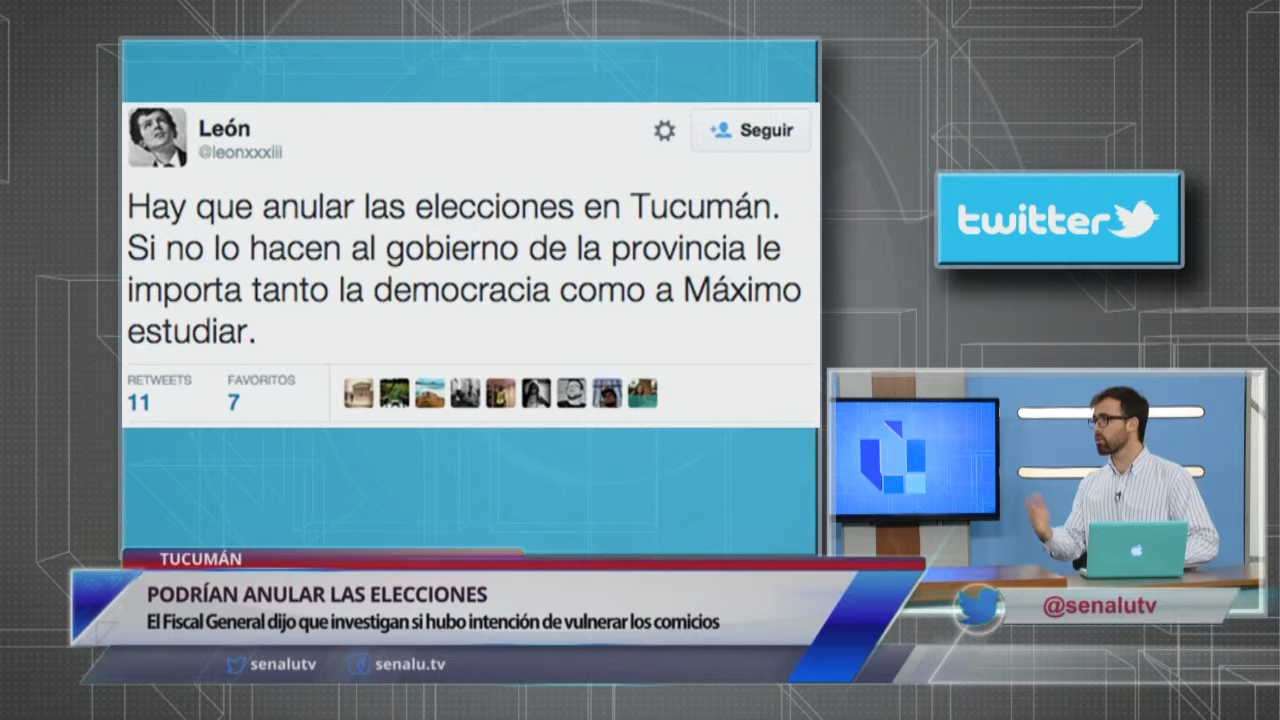 León
@leonxxxiii
Seguir
Hay que anular las elecciones en Tucumán.
Si no lo hacen al gobierno de la provincia le
importa tanto la democracia como a Máximo
estudiar.
RETWEETS
FAVORITOS
11
7
twitter
TUCUMÁN
PODRÍAN ANULAR LAS ELECCIONES
El Fiscal General dijo que investigan si hubo intención de vulnerar los comicios
@senalutv
senalutv
senalu.tv